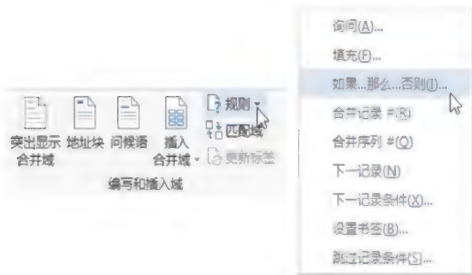 突出显示
合并域
地址块
问候语
插入
合并域
规则
匹配域
更新标签
编写和插入域
询问(A)...
填充(F)...
如果...那么...否则(I)...
合并记录 #(R)
合并序列 #(Q)
下一记录(N)
下一记录条件(X)...
设置书签(B)...
跳过记录条件(S)...